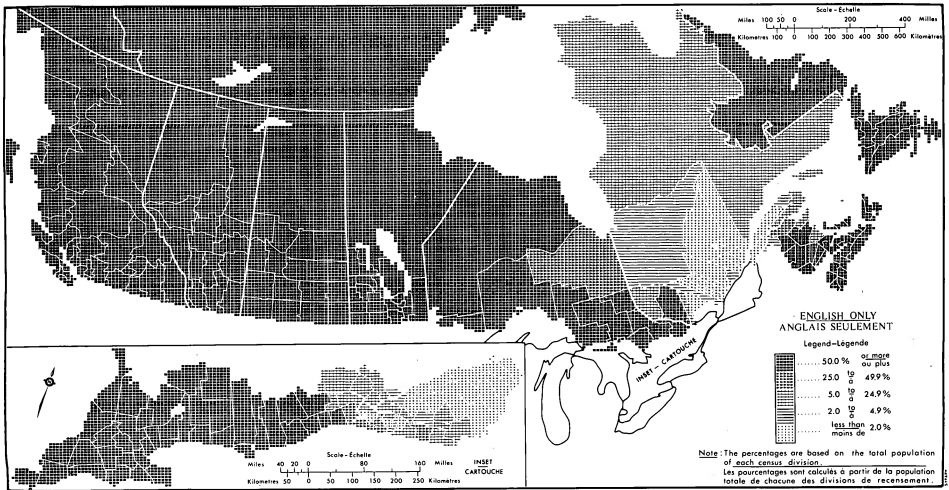 Scale – Échelle
Miles 100 50 0 200 400 Milles
Kilometres 100 0 100 200 300 400 500 600 Kilomètres
INSET – CARTOUCHE
ENGLISH ONLY
ANGLAIS SEULEMENT
Legend–Légende
50.0 % or more ou plus
25.0 to à 49.9 %
5.0 to à 24.9 %
2.0 to à 4.9 %
less than moins de 2.0 %
Note : The percentages are based on the total population
of each census division.
Les pourcentages sont calculés à partir de la population
totale de chacune des divisions de recensement.
Scale – Échelle
Miles 40 20 0 80 160 Milles
Kilometres 50 0 50 100 150 200 250 Kilomètres
INSET
CARTOUCHE